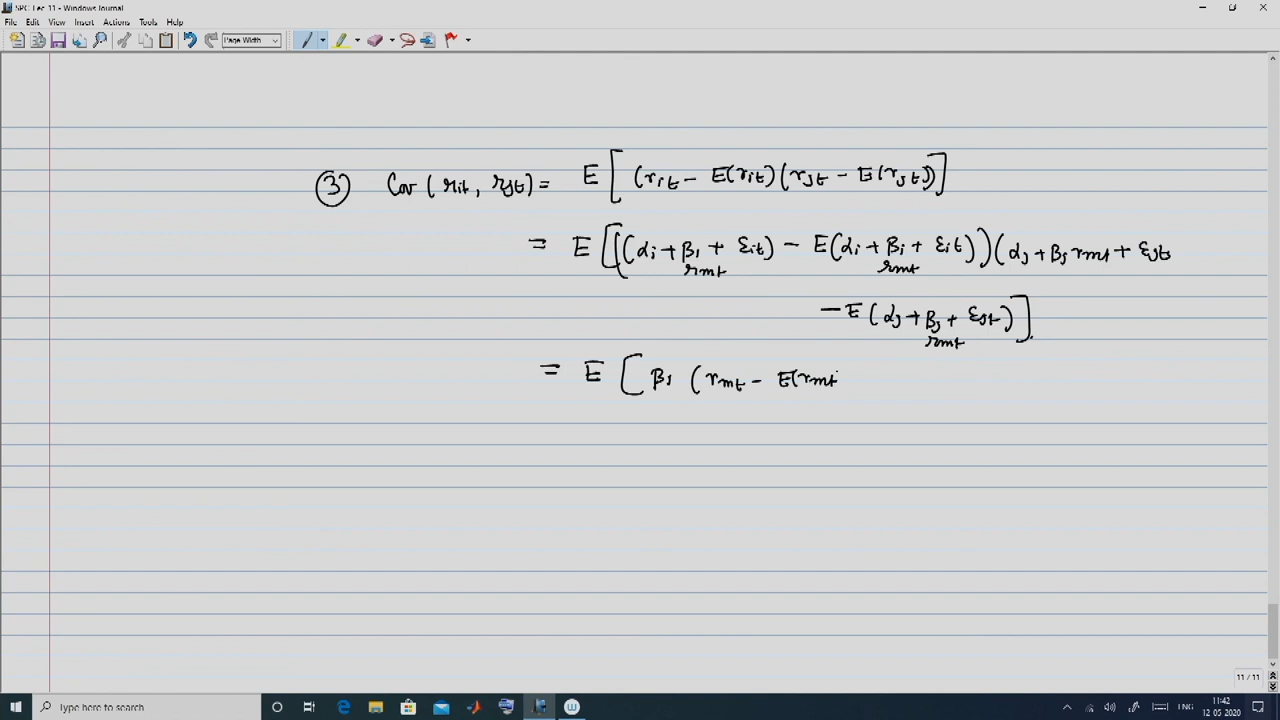 SPC Lec-11 - Windows Journal
File Edit View Insert Actions Tools Help
Page Width
③ Cov ( rit, rjt) = E [ (rit - E(rit) (rjt - E(rjt)) ]
= E [ ( (αi + βi rmt + εit) - E(αi + βi rmt + εit) ) (αj + βj rmt + εjt
- E (αj + βj rmt + εjt) ]
= E [ βi (rmt - E(rmt
11 / 11
Type here to search
ENG
11:42
12-05-2020